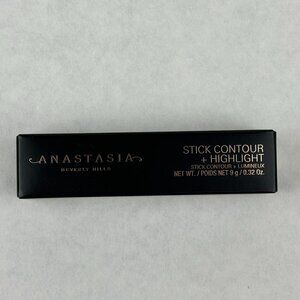 ANASTASIA
BEVERLY HILLS
STICK CONTOUR
+ HIGHLIGHT
STICK CONTOUR + LUMINEUX
NET WT. / POIDS NET 9 g / 0.32 Oz.